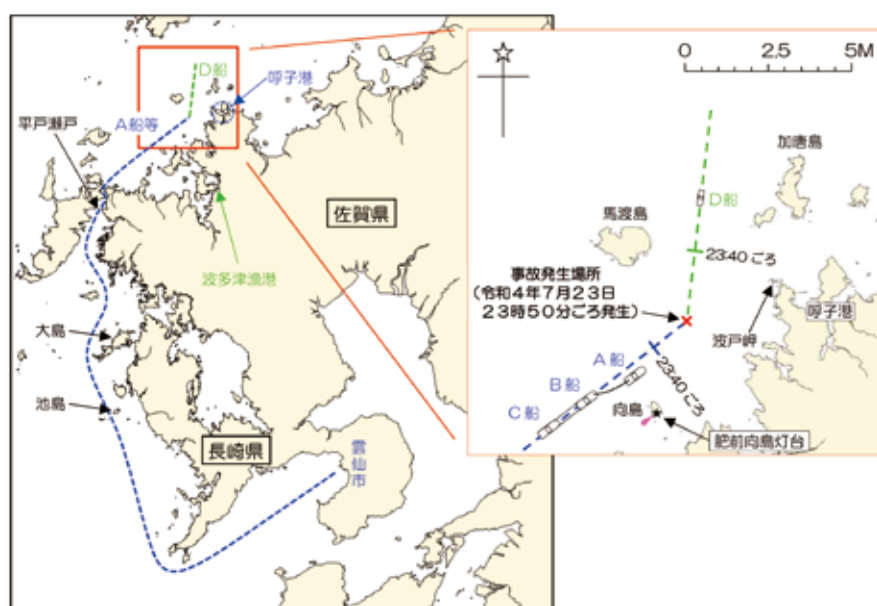 D船
呼子港
A船等
平戸瀬戸
佐賀県
波多津漁港
大島
池島
長崎県
雲仙市
0 2.5 5M
加唐島
D船
馬渡島
23:40 ごろ
事故発生場所
(令和4年7月23日
23時50分ごろ発生)
呼子港
波戸岬
A船
B船
C船
23:40 ごろ
向島
肥前向島灯台